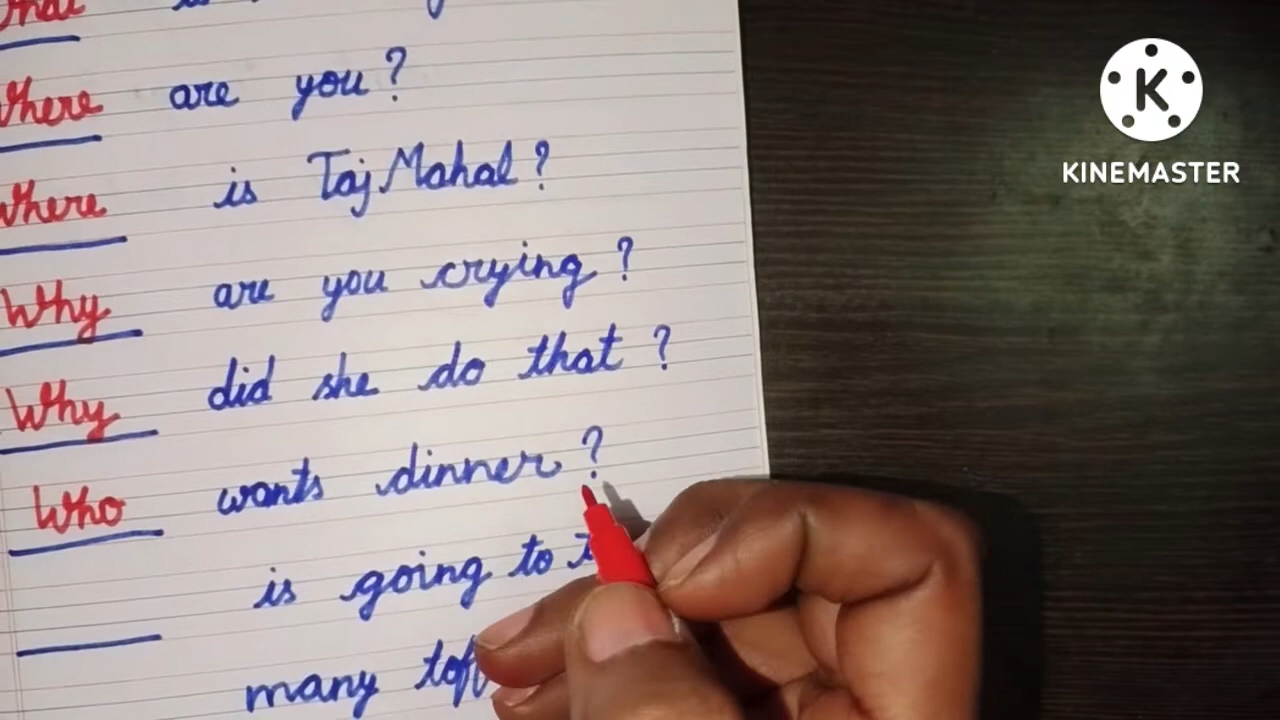 Where are you?
Where is Taj Mahal?
Why are you crying?
Why did she do that?
Who wants dinner?
is going to
many
K
KINEMASTER